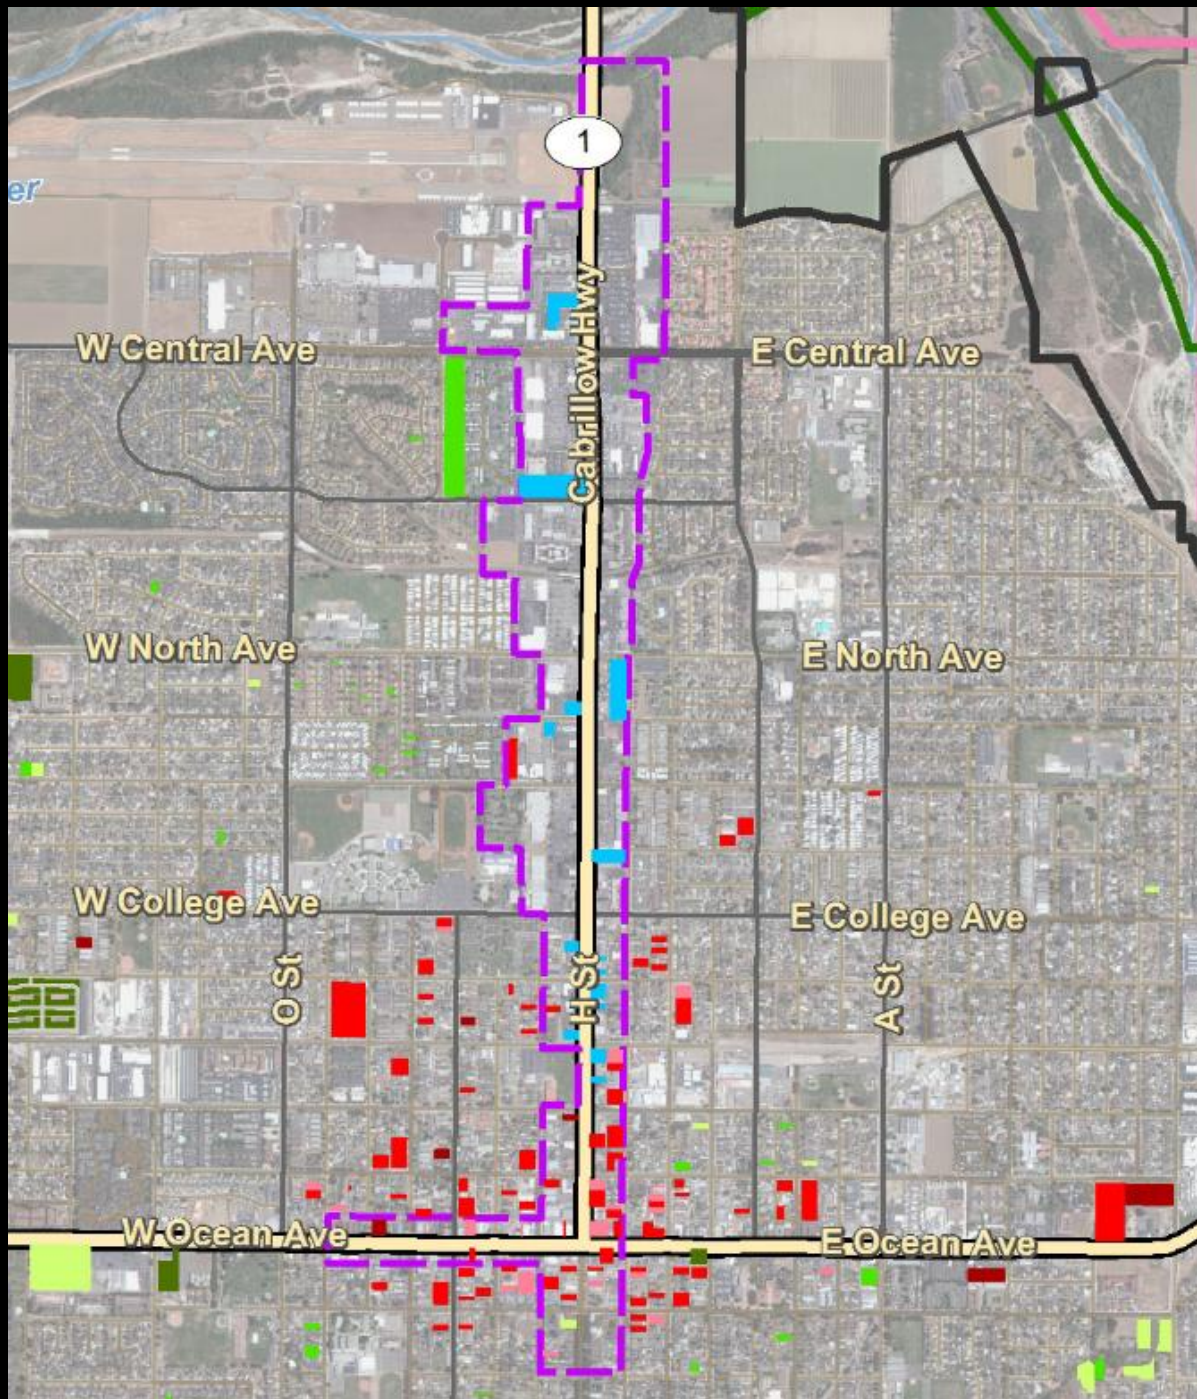 1
er
Cabrillow Hwy
W Central Ave
E Central Ave
W North Ave
E North Ave
W College Ave
E College Ave
O St
H St
A St
W Ocean Ave
E Ocean Ave